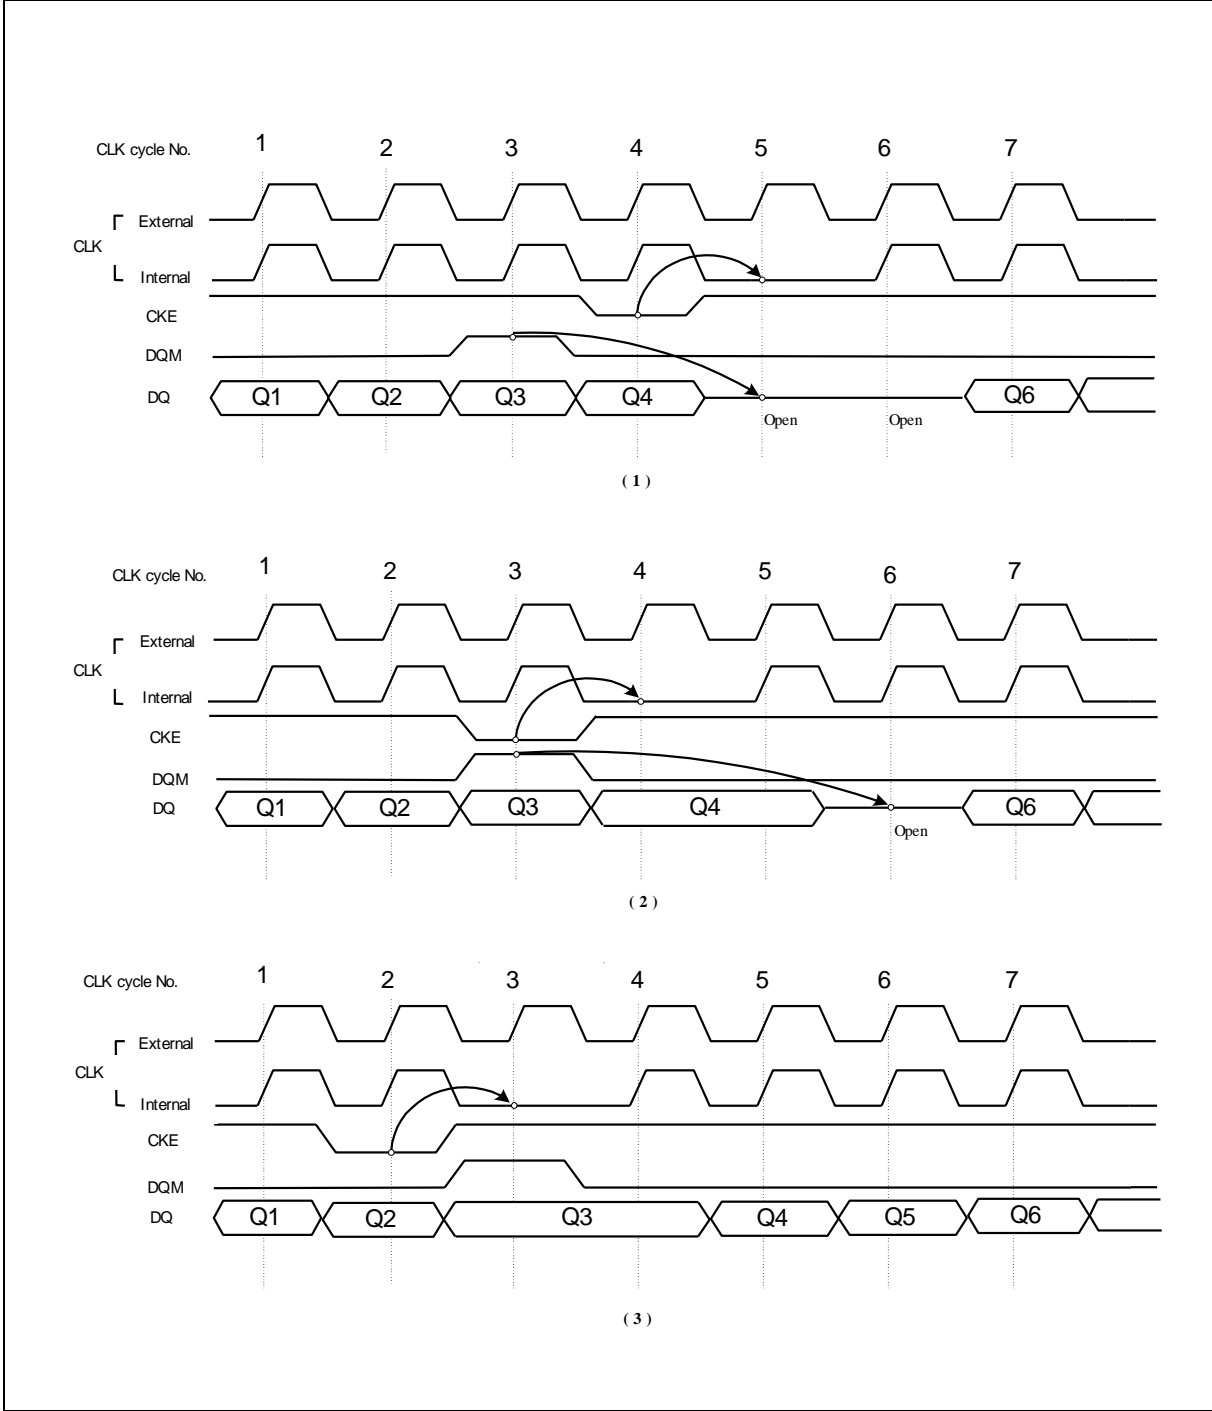 CLK cycle No. 1 2 3 4 5 6 7
External
CLK
Internal
CKE
DQM
DQ Q1 Q2 Q3 Q4 Q6
Open Open
( 1 )
CLK cycle No. 1 2 3 4 5 6 7
External
CLK
Internal
CKE
DQM
DQ Q1 Q2 Q3 Q4 Q6
Open
( 2 )
CLK cycle No. 1 2 3 4 5 6 7
External
CLK
Internal
CKE
DQM
DQ Q1 Q2 Q3 Q4 Q5 Q6
( 3 )